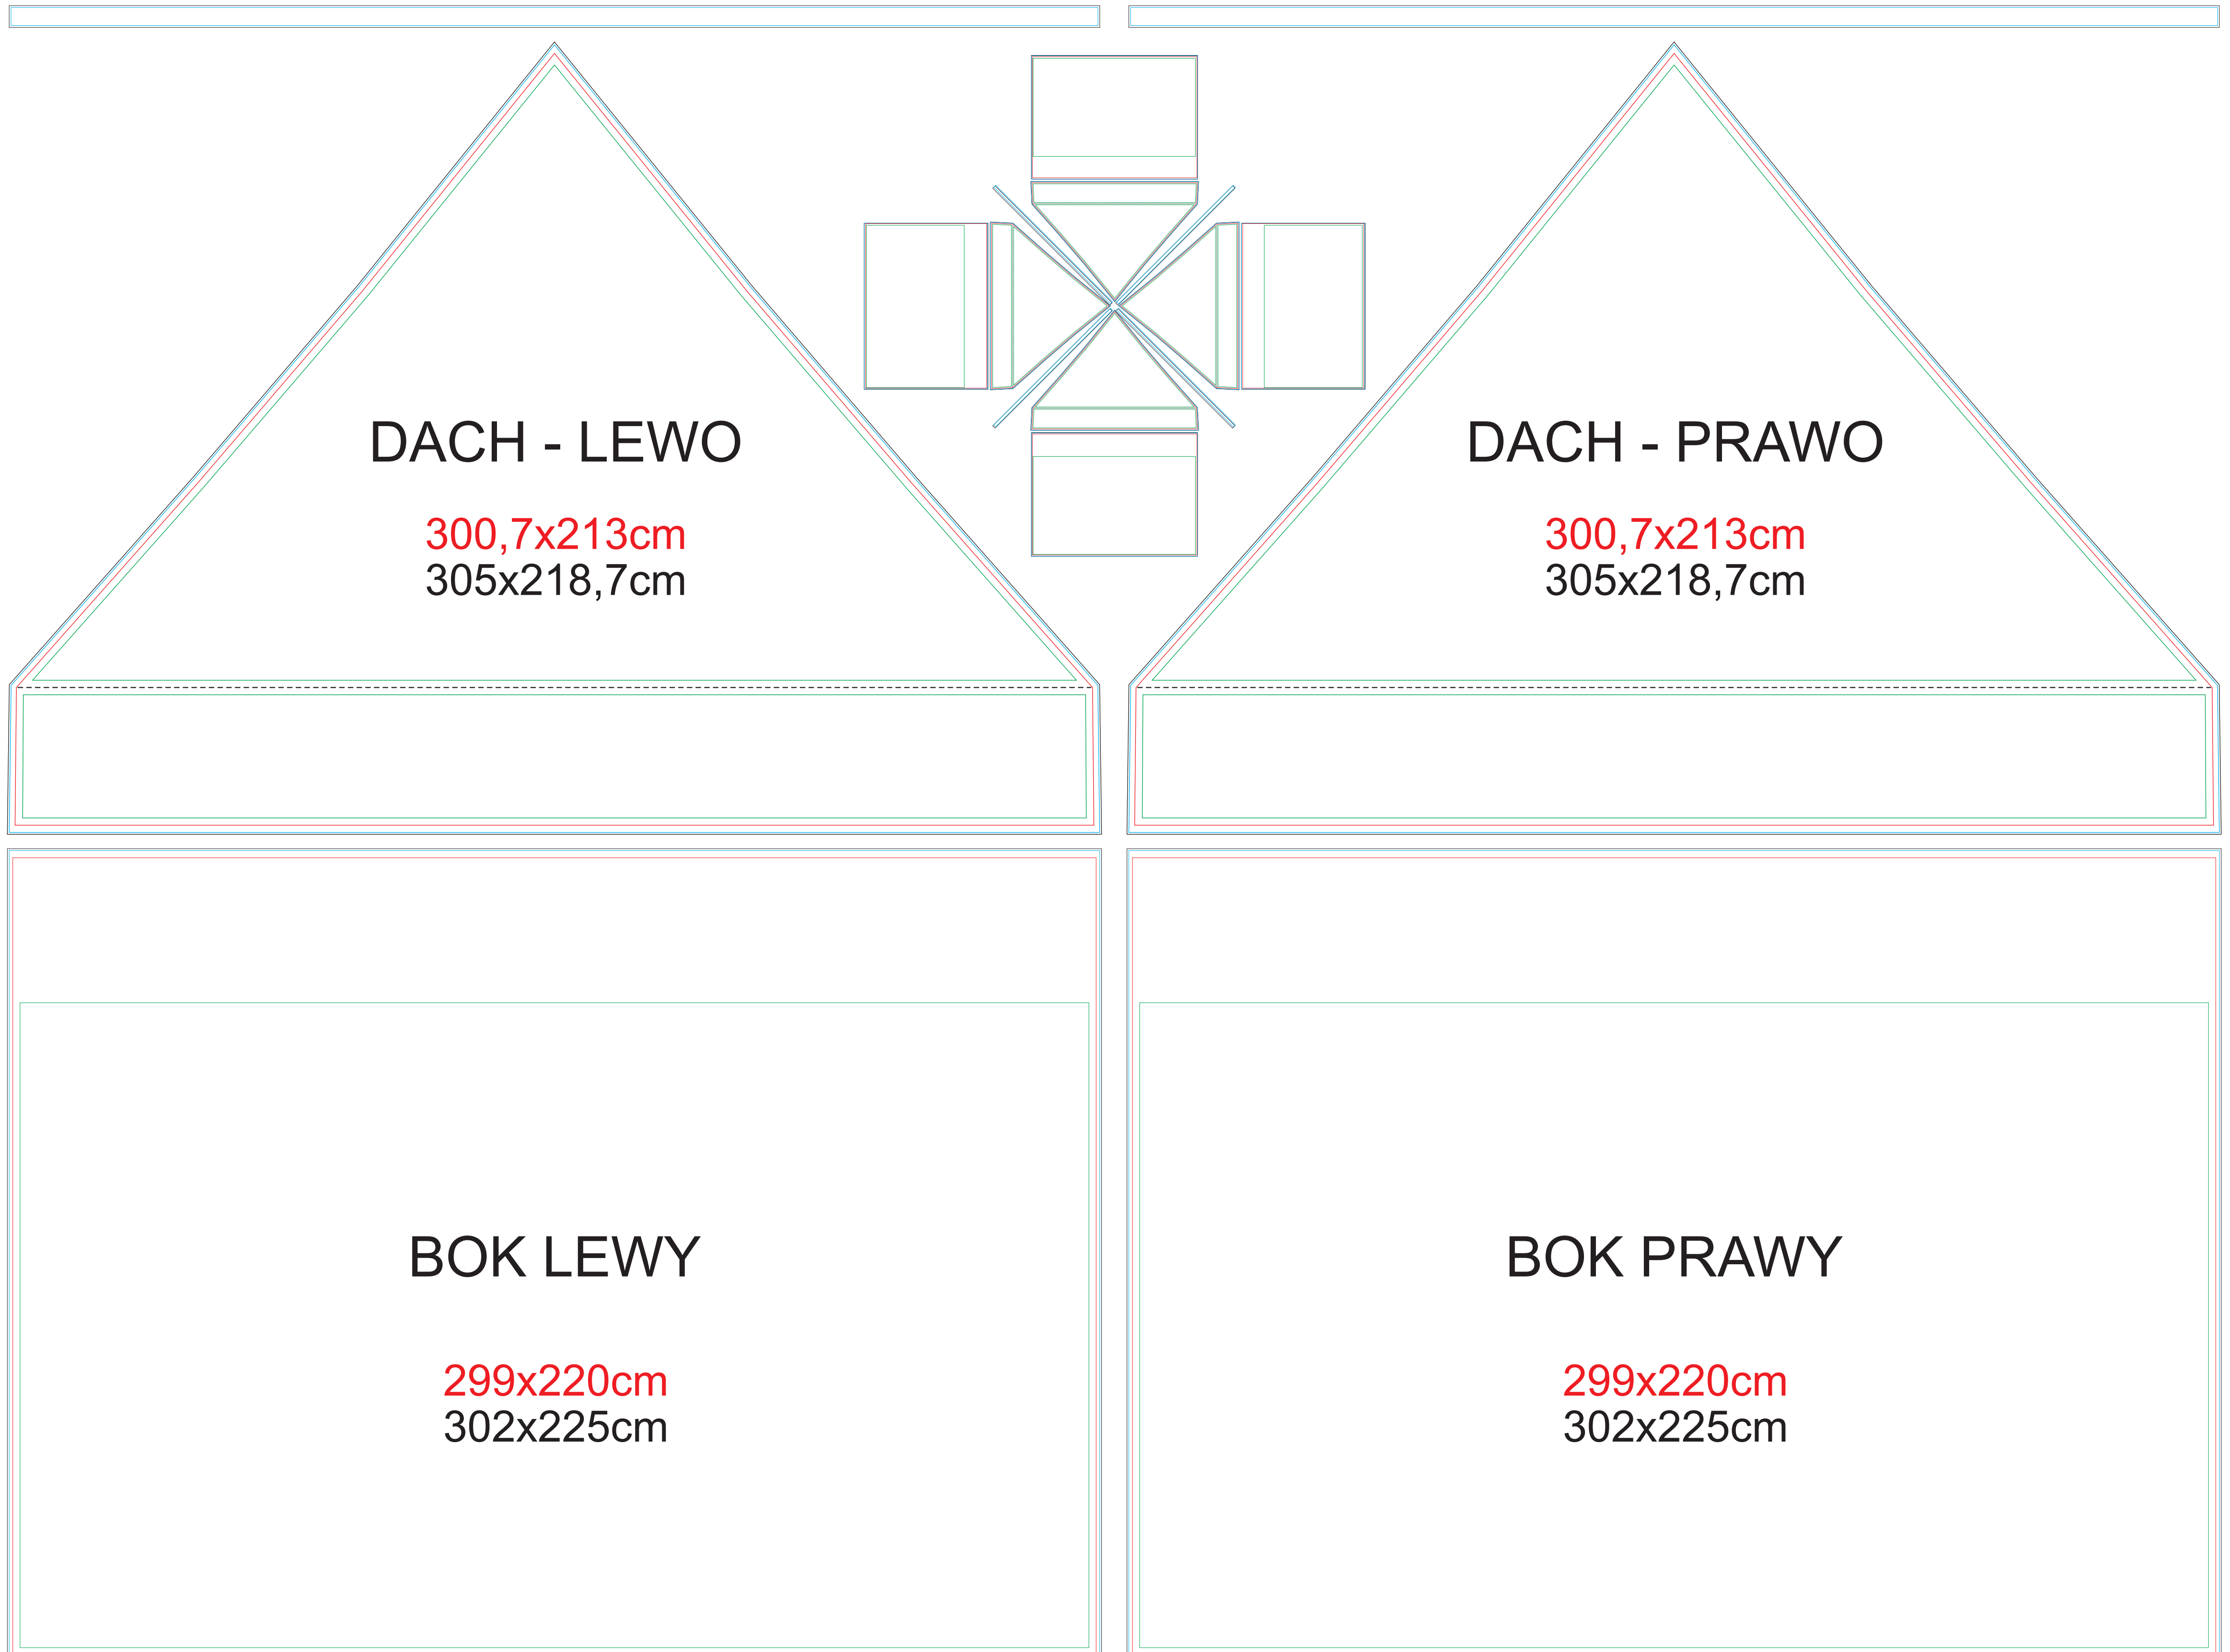 DACH - LEWO
300,7x213cm
305x218,7cm
DACH - PRAWO
300,7x213cm
305x218,7cm
BOK LEWY
299x220cm
302x225cm
BOK PRAWY
299x220cm
302x225cm